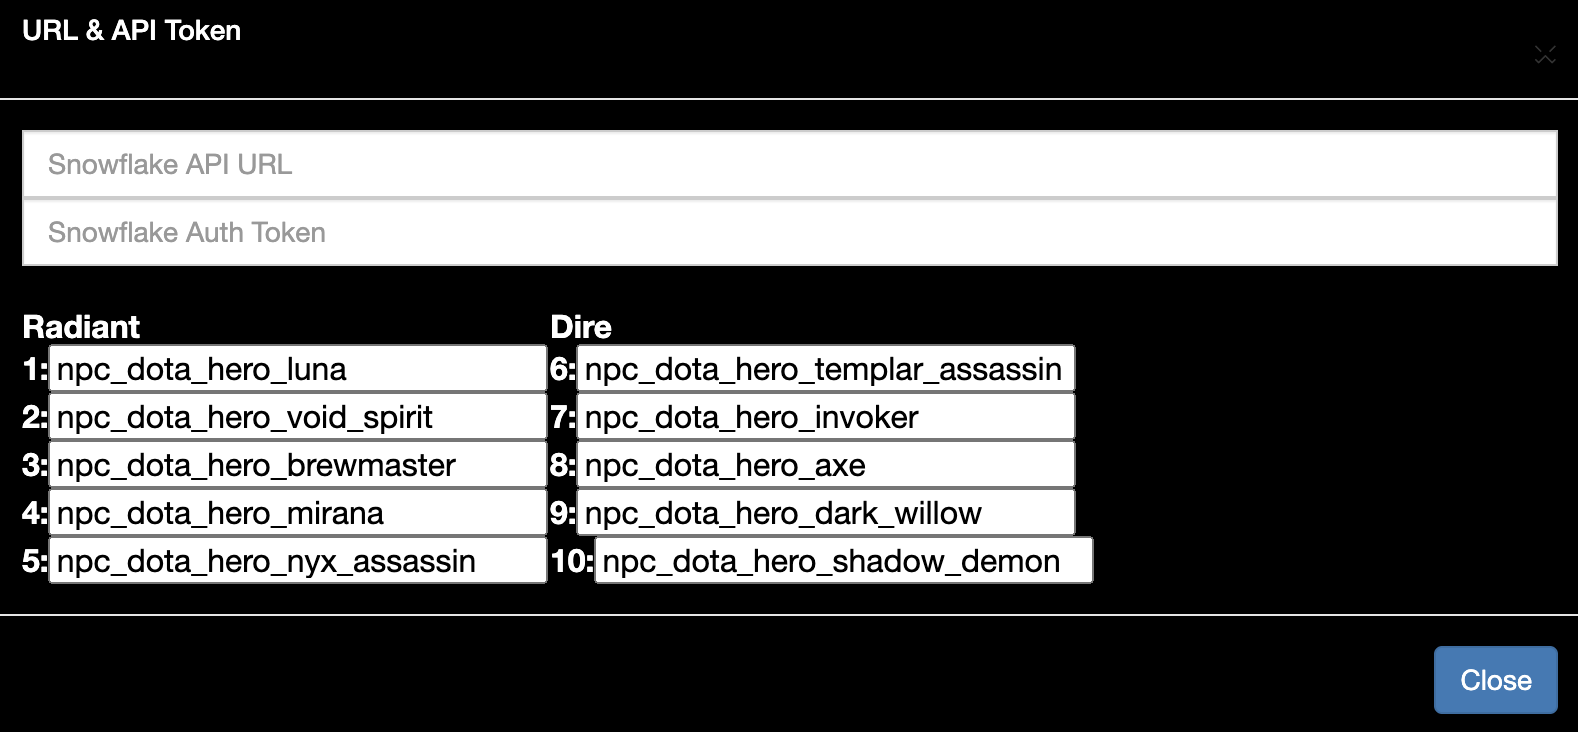 URL & API Token
Snowflake API URL
Snowflake Auth Token
Radiant Dire
1: npc_dota_hero_luna 6: npc_dota_hero_templar_assassin
2: npc_dota_hero_void_spirit 7: npc_dota_hero_invoker
3: npc_dota_hero_brewmaster 8: npc_dota_hero_axe
4: npc_dota_hero_mirana 9: npc_dota_hero_dark_willow
5: npc_dota_hero_nyx_assassin 10: npc_dota_hero_shadow_demon
Close